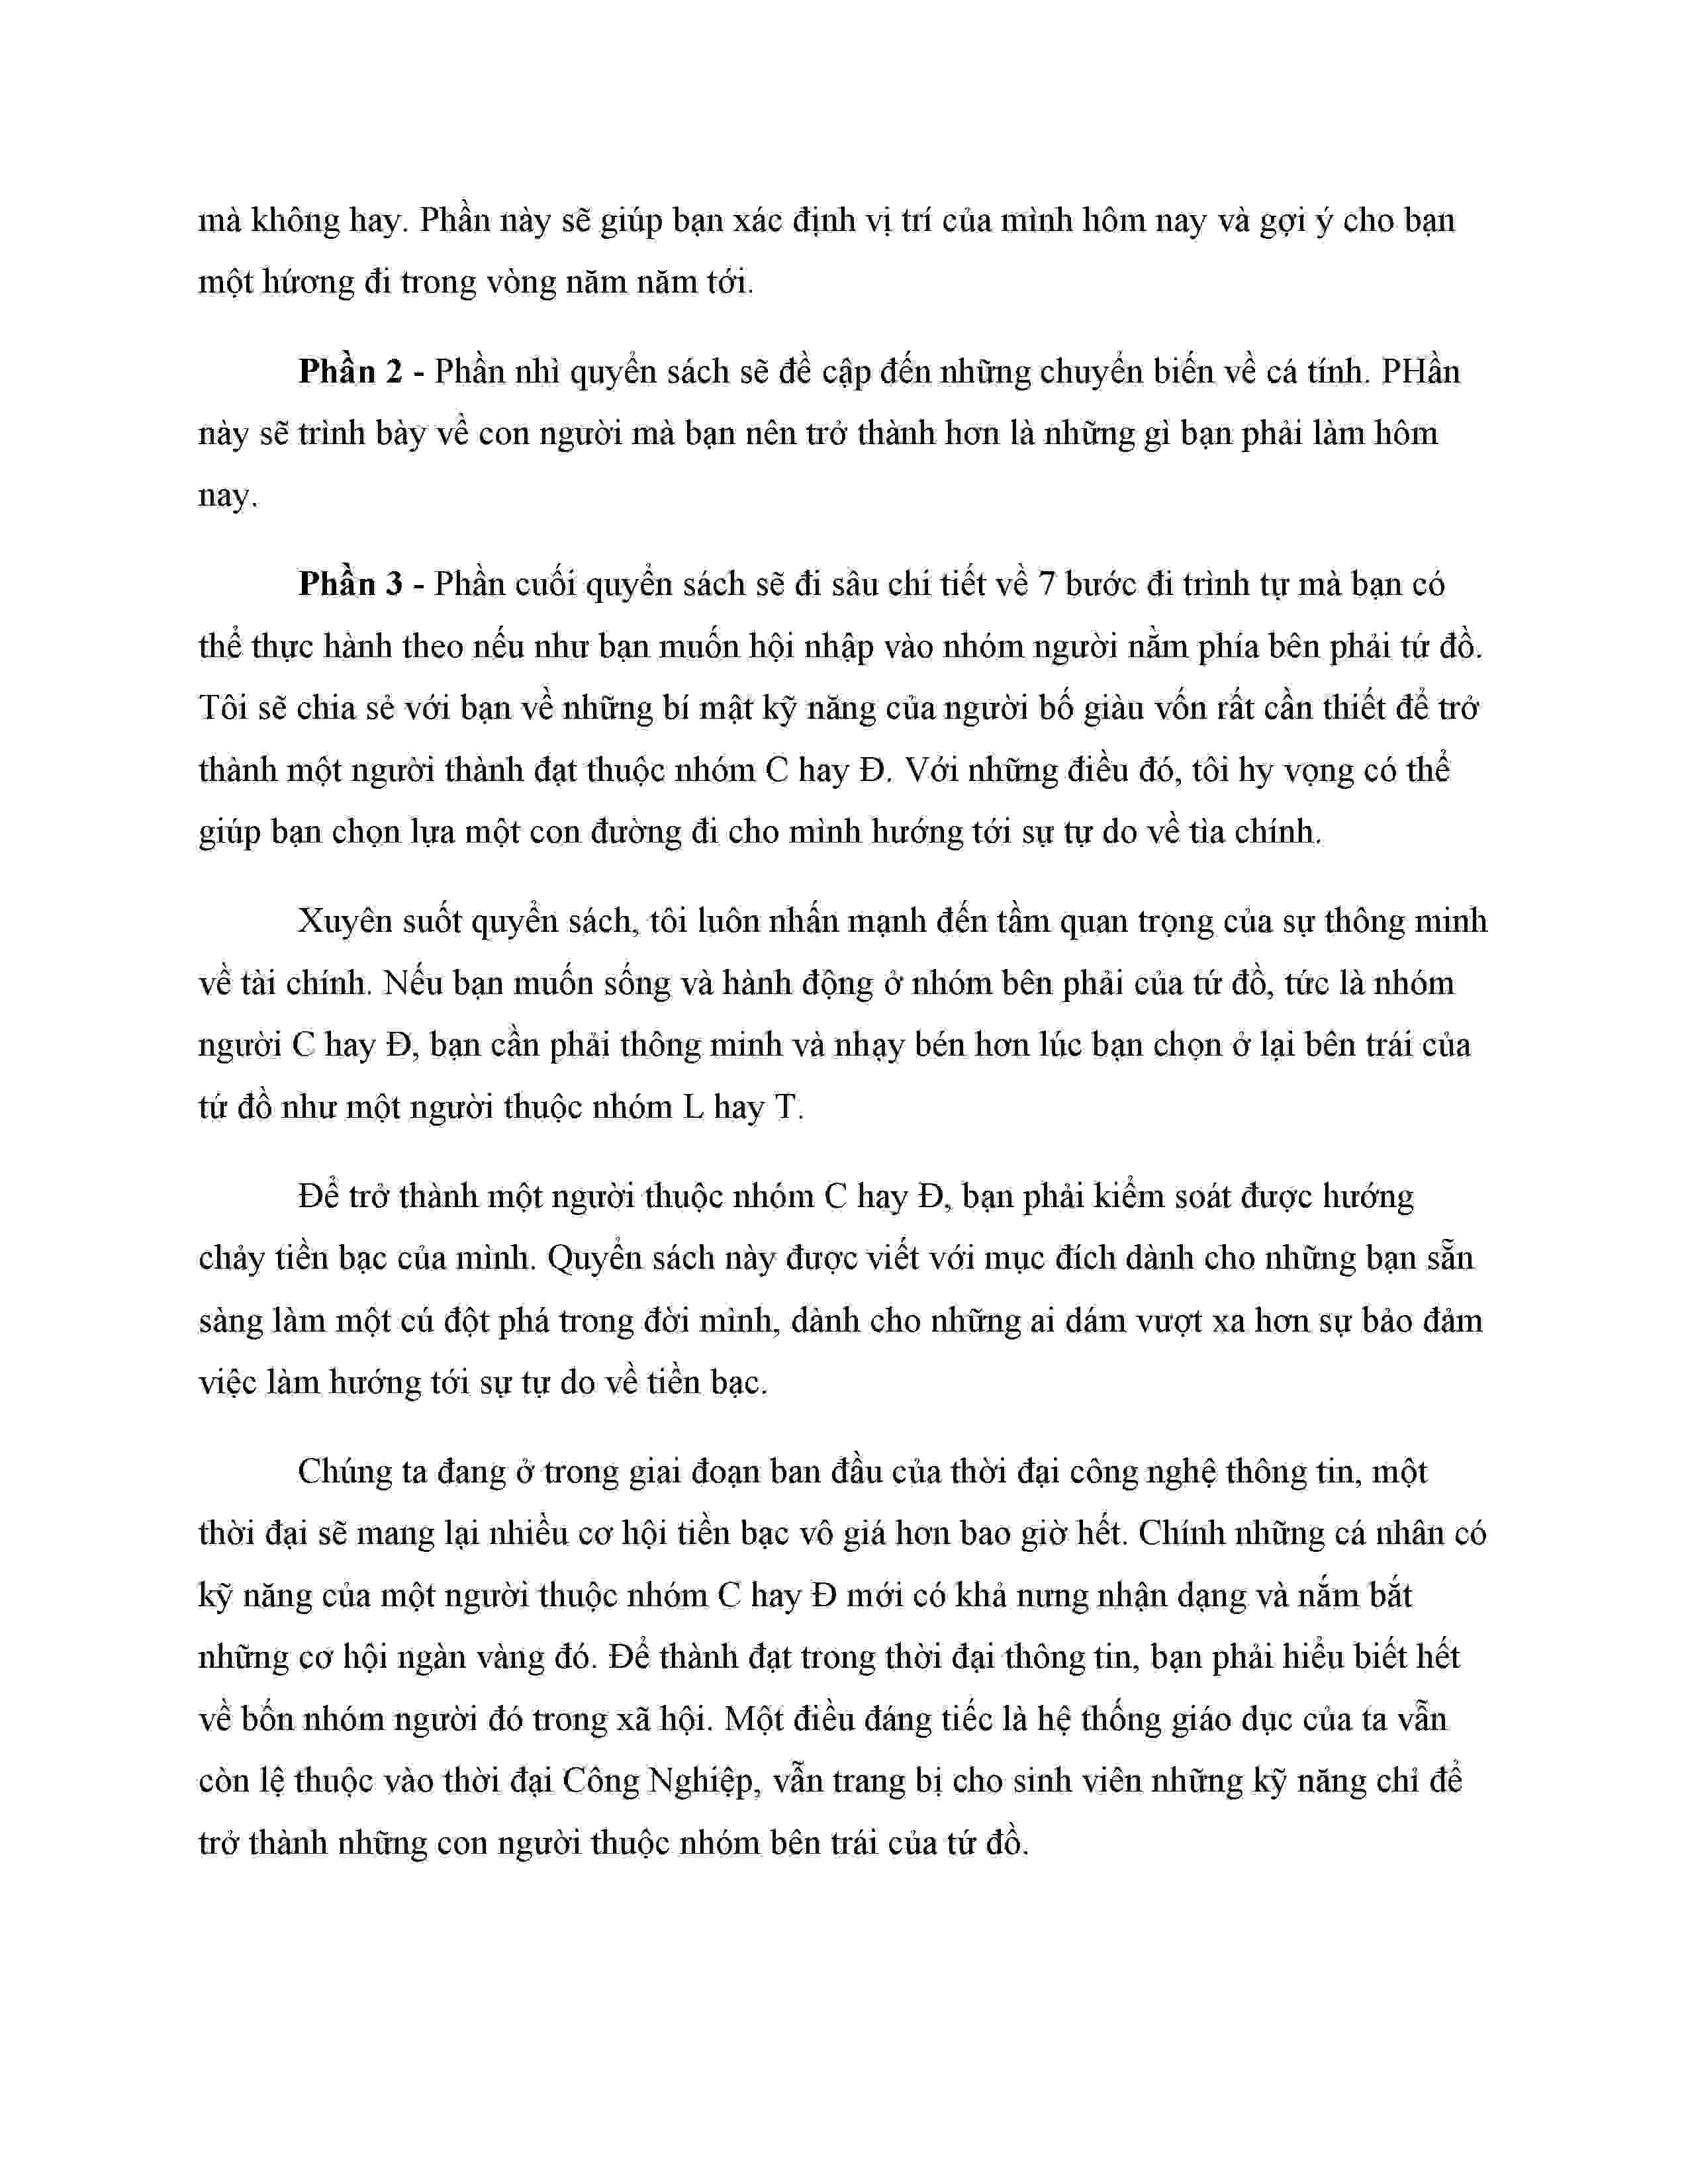 mà không hay. Phần này sẽ giúp bạn xác định vị trí của mình hôm nay và gợi ý cho bạn
một hứơng đi trong vòng năm năm tới.
Phần 2 - Phần nhì quyển sách sẽ đề cập đến những chuyển biến về cá tính. PHần
này sẽ trình bày về con người mà bạn nên trở thành hơn là những gì bạn phải làm hôm
nay.
Phần 3 - Phần cuối quyển sách sẽ đi sâu chi tiết về 7 bước đi trình tự mà bạn có
thể thực hành theo nếu như bạn muốn hội nhập vào nhóm người nằm phía bên phải tứ đồ.
Tôi sẽ chia sẻ với bạn về những bí mật kỹ năng của người bố giàu vốn rất cần thiết để trở
thành một người thành đạt thuộc nhóm C hay Đ. Với những điều đó, tôi hy vọng có thể
giúp bạn chọn lựa một con đường đi cho mình hướng tới sự tự do về tìa chính.
Xuyên suốt quyển sách, tôi luôn nhấn mạnh đến tầm quan trọng của sự thông minh
về tài chính. Nếu bạn muốn sống và hành động ở nhóm bên phải của tứ đồ, tức là nhóm
người C hay Đ, bạn cần phải thông minh và nhạy bén hơn lúc bạn chọn ở lại bên trái của
tứ đồ như một người thuộc nhóm L hay T.
Để trở thành một người thuộc nhóm C hay Đ, bạn phải kiểm soát được hướng
chảy tiền bạc của mình. Quyển sách này được viết với mục đích dành cho những bạn sẵn
sàng làm một cú đột phá trong đời mình, dành cho những ai dám vượt xa hơn sự bảo đảm
việc làm hướng tới sự tự do về tiền bạc.
Chúng ta đang ở trong giai đoạn ban đầu của thời đại công nghệ thông tin, một
thời đại sẽ mang lại nhiều cơ hội tiền bạc vô giá hơn bao giờ hết. Chính những cá nhân có
kỹ năng của một người thuộc nhóm C hay Đ mới có khả nưng nhận dạng và nắm bắt
những cơ hội ngàn vàng đó. Để thành đạt trong thời đại thông tin, bạn phải hiểu biết hết
về bốn nhóm người đó trong xã hội. Một điều đáng tiếc là hệ thống giáo dục của ta vẫn
còn lệ thuộc vào thời đại Công Nghiệp, vẫn trang bị cho sinh viên những kỹ năng chỉ để
trở thành những con người thuộc nhóm bên trái của tứ đồ.